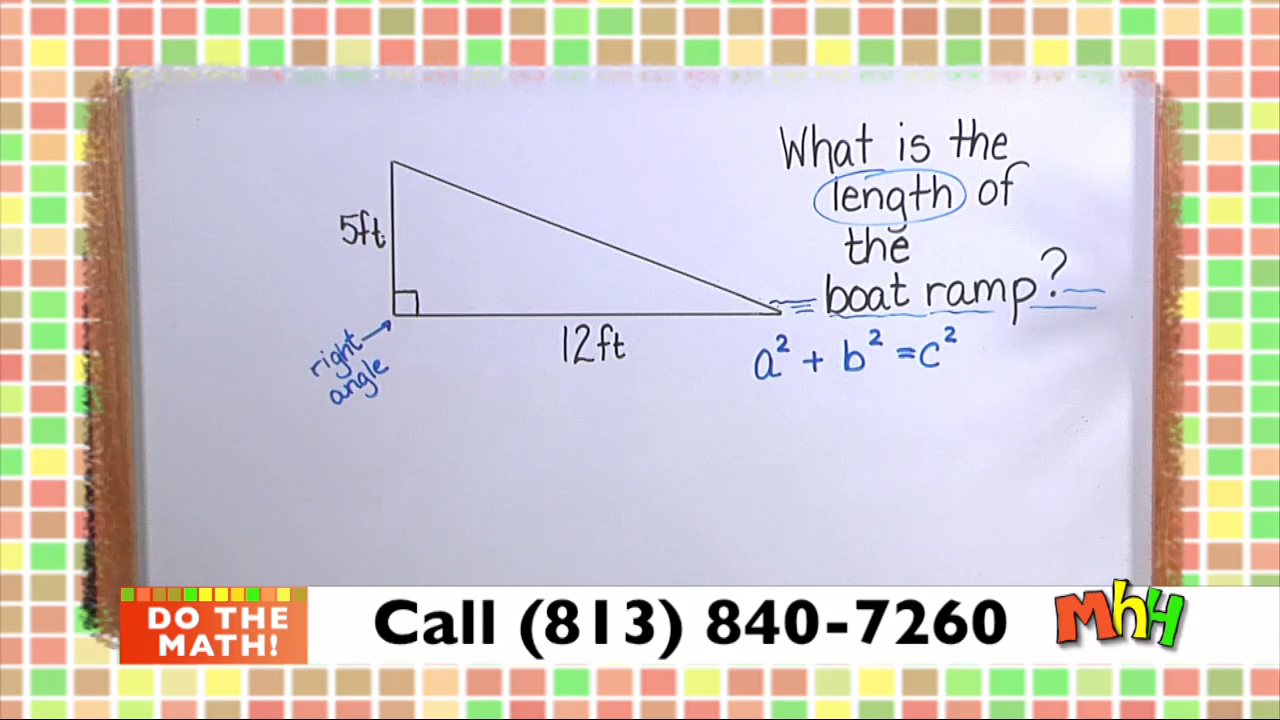 What is the
length of
the
boat ramp?
5ft.
12ft
right
angle
a² + b² = c²
DO THE
MATH!
Call (813) 840-7260
Mh4